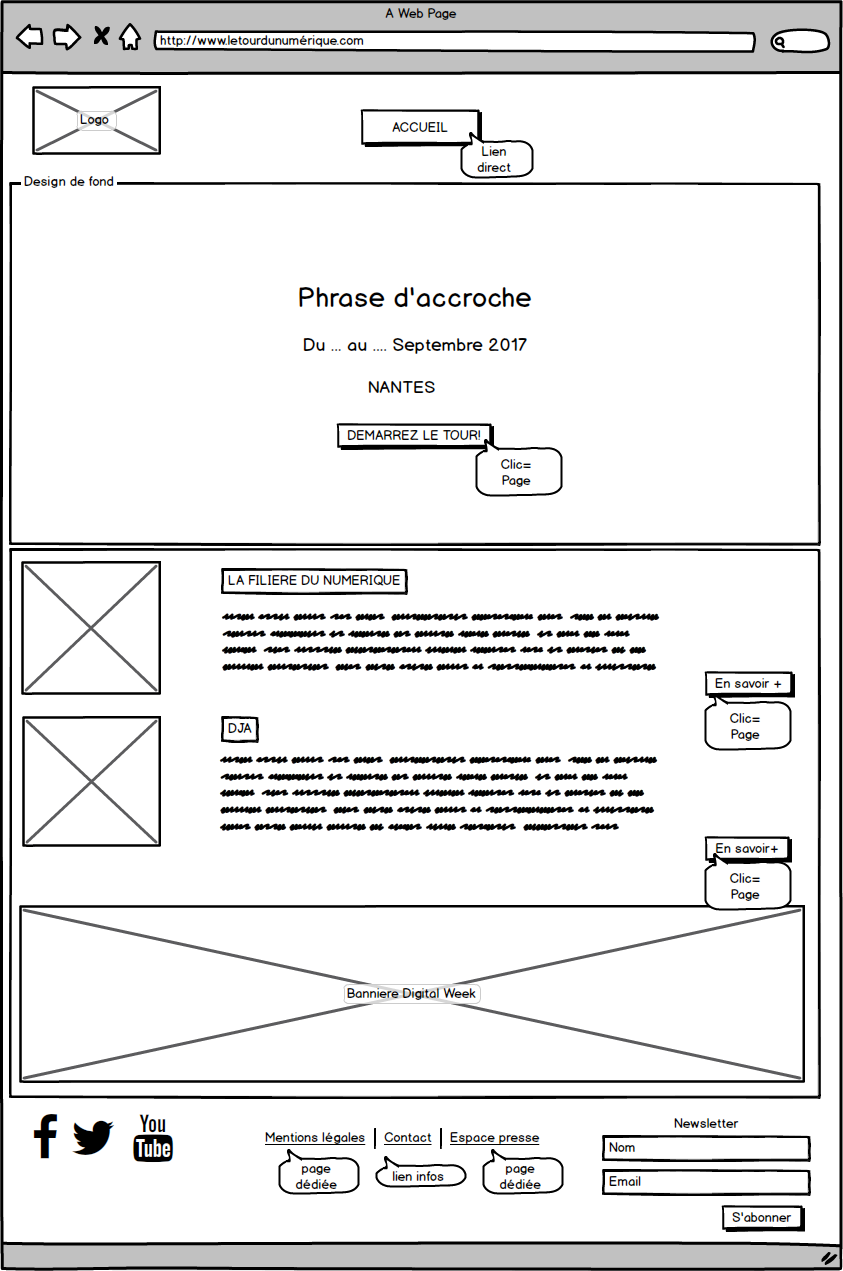 A Web Page
http://www.letourdunumérique.com
Logo
ACCUEIL
Lien
direct
Design de fond
Phrase d'accroche
Du ... au .... Septembre 2017
NANTES
DEMARREZ LE TOUR!
Clic=
Page
LA FILIERE DU NUMERIQUE
En savoir +
Clic=
Page
DJA
En savoir+
Clic=
Page
Banniere Digital Week
You
Tube
Mentions légales
Contact
Espace presse
page
dédiée
lien infos
page
dédiée
Newsletter
Nom
Email
S'abonner